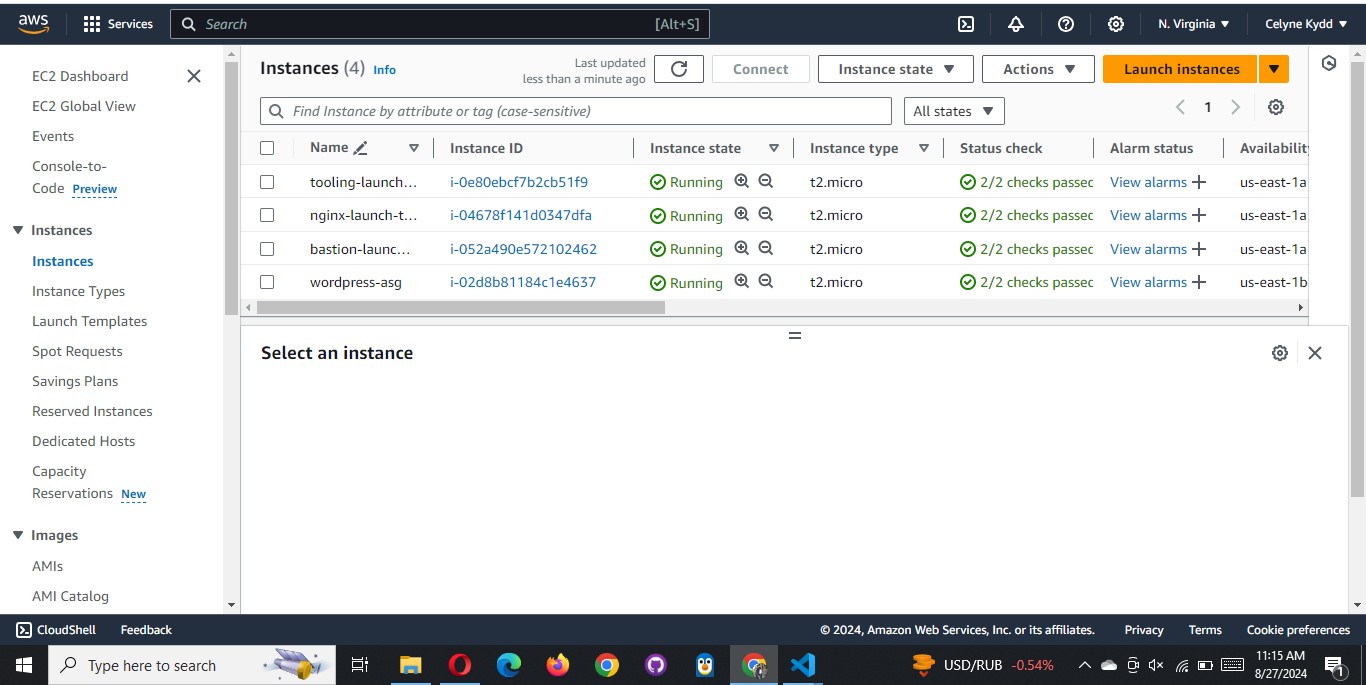 aws Services Search [Alt+S] N. Virginia Celyne Kydd
EC2 Dashboard
EC2 Global View
Events
Console-to-
Code Preview
Instances
Instances
Instance Types
Launch Templates
Spot Requests
Savings Plans
Reserved Instances
Dedicated Hosts
Capacity
Reservations New
Images
AMIs
AMI Catalog
Instances (4) Info
Last updated
less than a minute ago
Connect Instance state Actions Launch instances
Find Instance by attribute or tag (case-sensitive) All states 1
Name Instance ID Instance state Instance type Status check Alarm status Availability
tooling-launch... i-0e80ebcf7b2cb51f9 Running t2.micro 2/2 checks passec View alarms us-east-1a
nginx-launch-t... i-04678f141d0347dfa Running t2.micro 2/2 checks passec View alarms us-east-1a
bastion-launc... i-052a490e572102462 Running t2.micro 2/2 checks passec View alarms us-east-1a
wordpress-asg i-02d8b81184c1e4637 Running t2.micro 2/2 checks passec View alarms us-east-1b
Select an instance
CloudShell Feedback © 2024, Amazon Web Services, Inc. or its affiliates. Privacy Terms Cookie preferences
Type here to search USD/RUB -0.54% 11:15 AM
8/27/2024 1